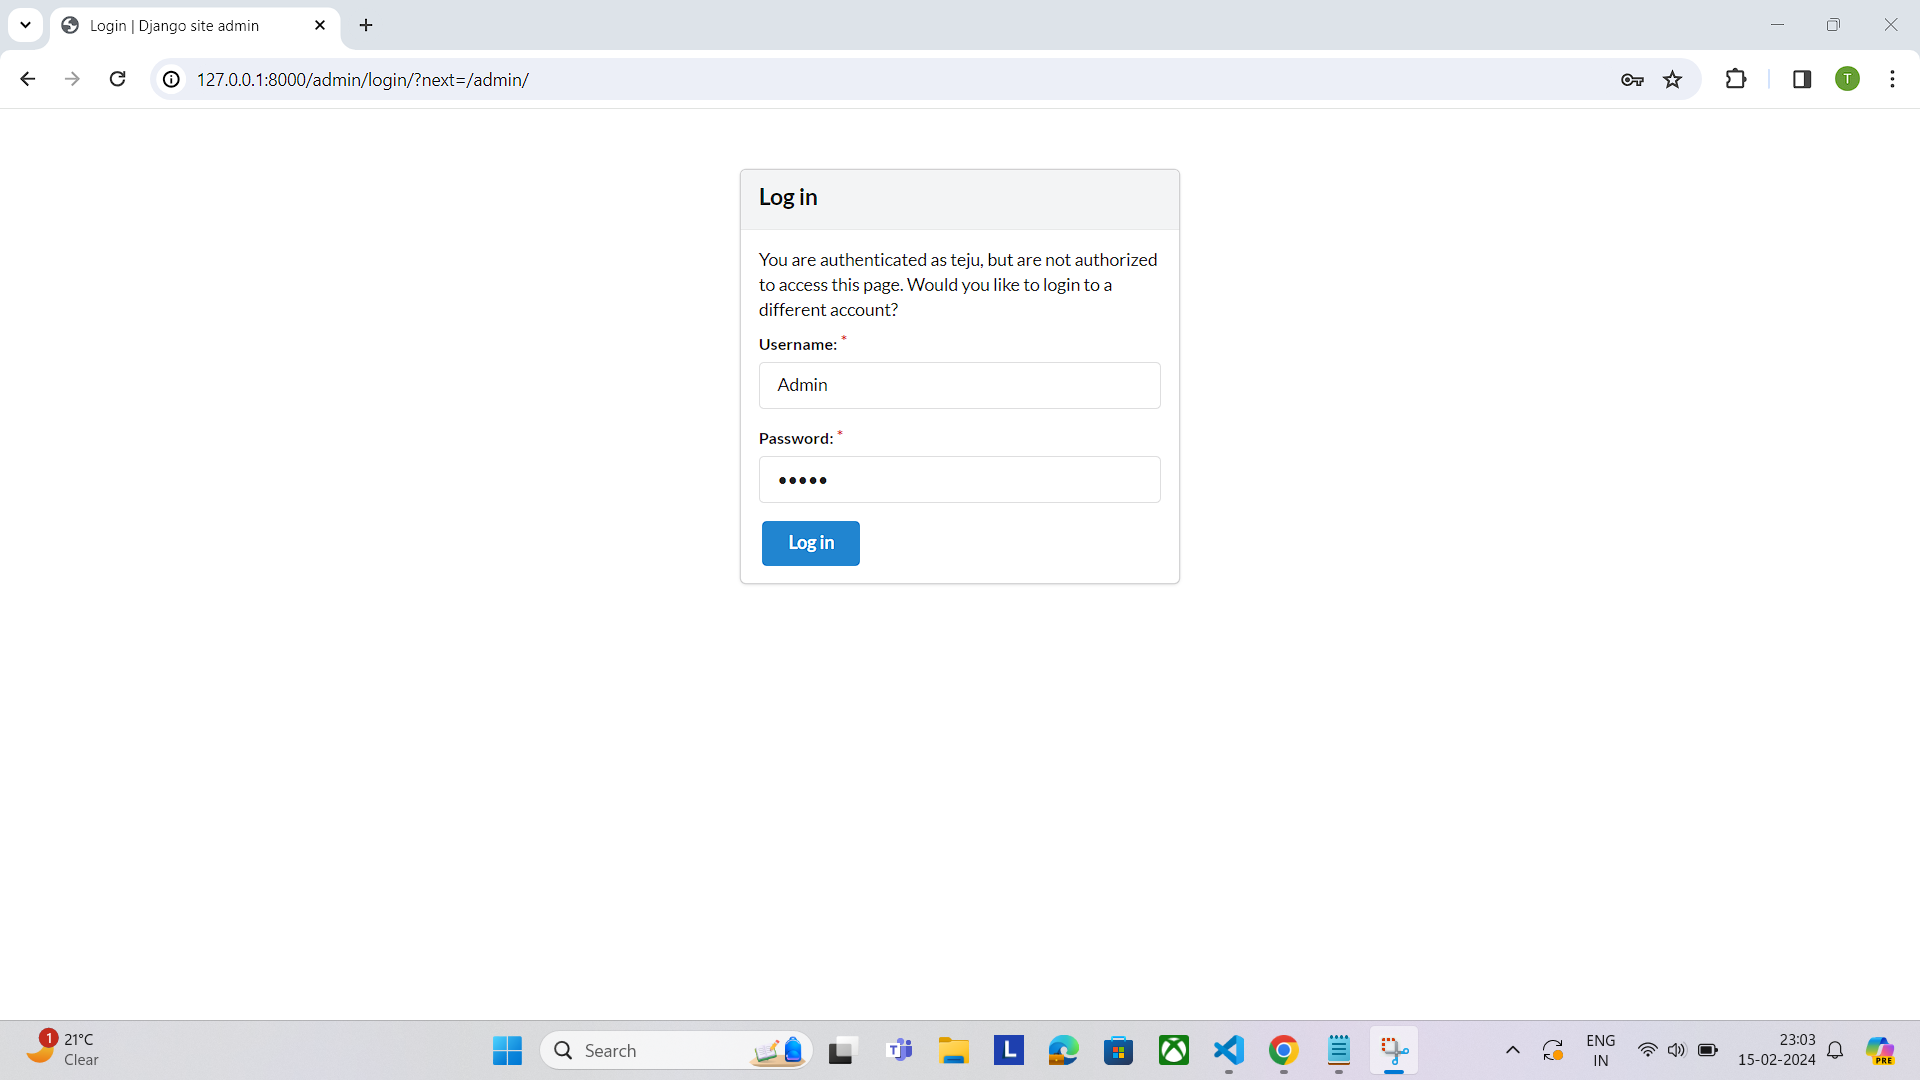 Login | Django site admin
127.0.0.1:8000/admin/login/?next=/admin/
T
Log in
You are authenticated as teju, but are not authorized
to access this page. Would you like to login to a
different account?
Username: *
Admin
Password: *
•••••
Log in
1
21°C
Clear
Search
T
L
PRE
ENG
IN
23:03
15-02-2024